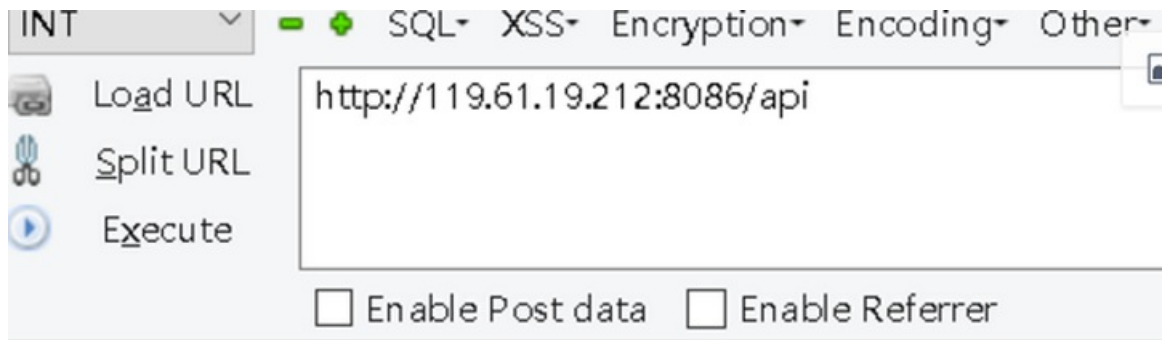 INT SQL- XSS- Encryption- Encoding- Other-
Load URL http://119.61.19.212:8086/api
Split URL
Execute
Enable Post data Enable Referrer